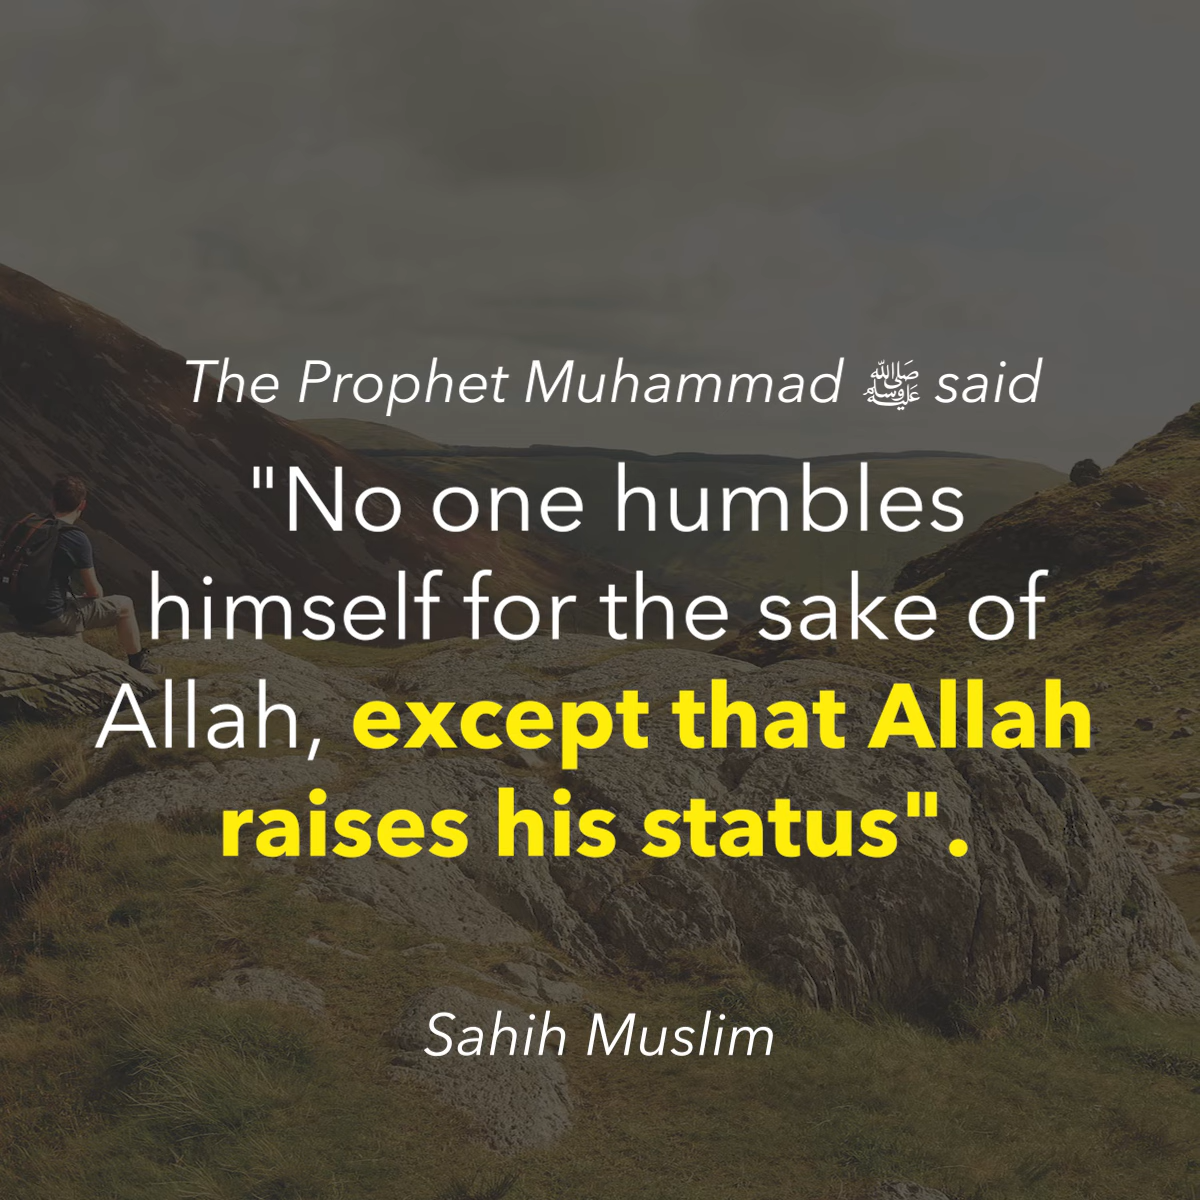 The Prophet Muhammad ﷺ said
"No one humbles
himself for the sake of
Allah, except that Allah
raises his status".
Sahih Muslim